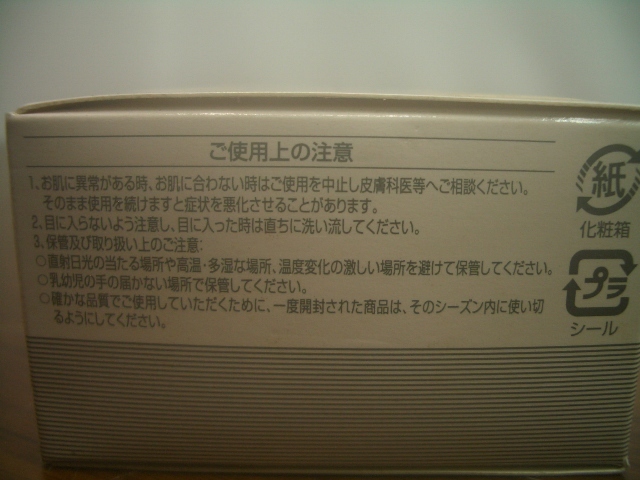 ご使用上の注意
1、お肌に異常がある時、お肌に合わない時はご使用を中止し皮膚科医等へご相談ください。
そのまま使用を続けますと症状を悪化させることがあります。
2、目に入らないよう注意し、目に入った時は直ちに洗い流してください。
3、保管及び取り扱い上のご注意:
○直射日光の当たる場所や高温・多湿な場所、温度変化の激しい場所を避けて保管してください。
○乳幼児の手の届かない場所で保管してください。
○確かな品質でご使用していただくために、一度開封された商品は、そのシーズン内に使い切
るようにしてください。
紙
化粧箱
プラ
シール